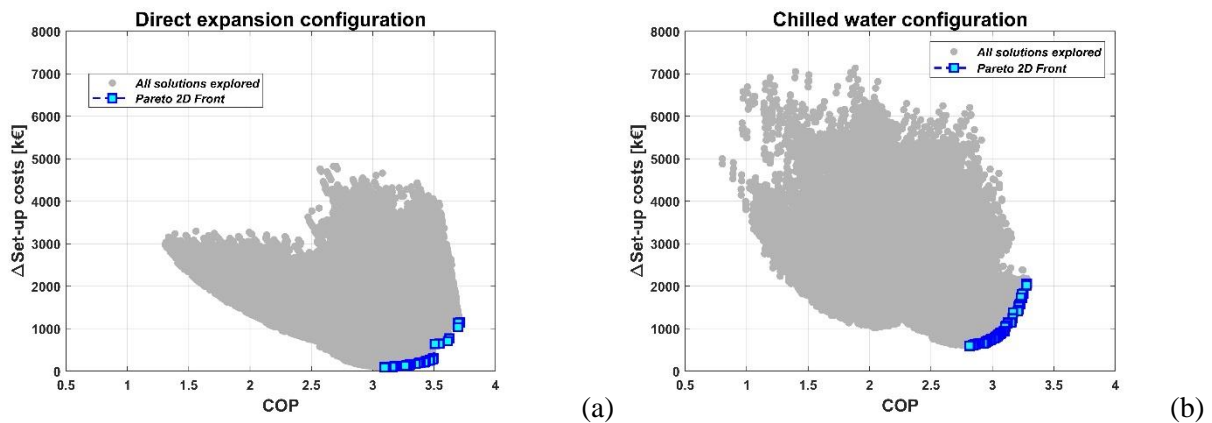 Direct expansion configuration
8000
7000
6000
5000
4000
3000
2000
1000
0
ΔSet-up costs [k€]
All solutions explored
Pareto 2D Front
0.5 1 1.5 2 2.5 3 3.5 4
COP
(a)
Chilled water configuration
8000
7000
6000
5000
4000
3000
2000
1000
0
ΔSet-up costs [k€]
All solutions explored
Pareto 2D Front
0.5 1 1.5 2 2.5 3 3.5 4
COP
(b)